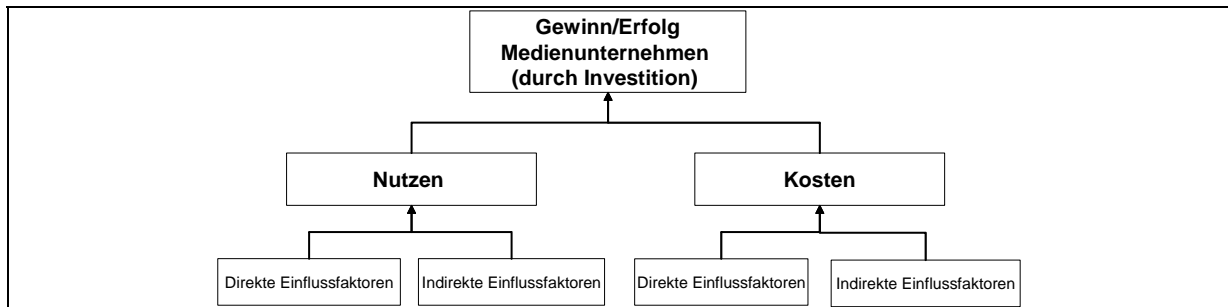 Gewinn/Erfolg
Medienunternehmen
(durch Investition)
Nutzen
Kosten
Direkte Einflussfaktoren
Indirekte Einflussfaktoren
Direkte Einflussfaktoren
Indirekte Einflussfaktoren